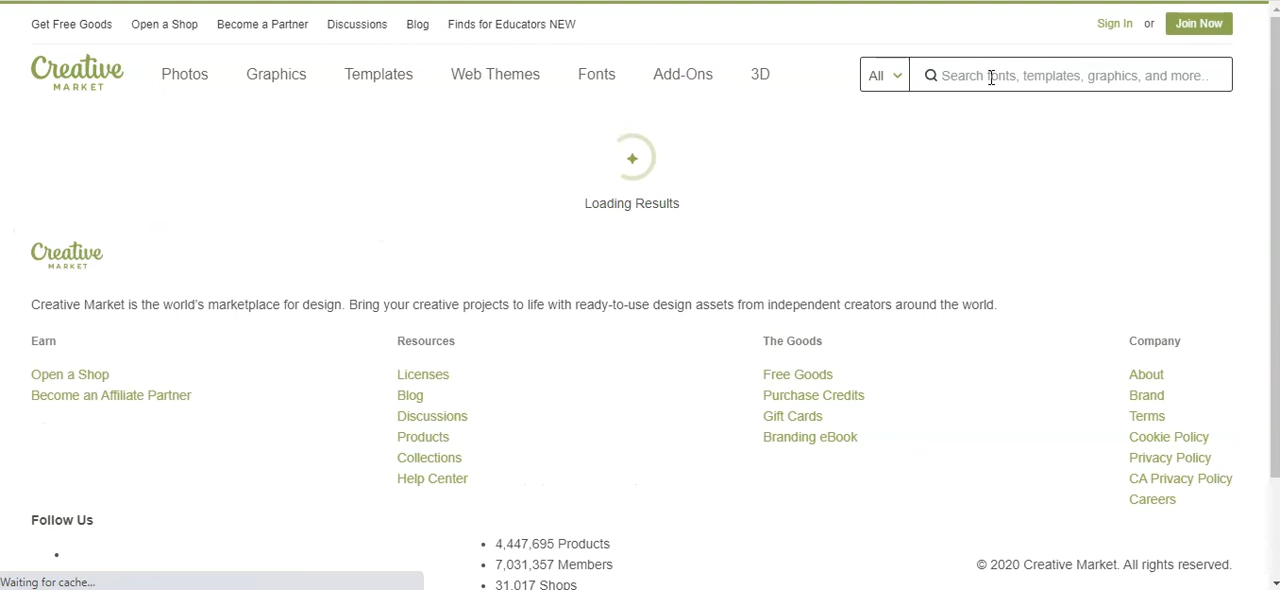 Get Free Goods Open a Shop Become a Partner Discussions Blog Finds for Educators NEW Sign In or Join Now
Creative MARKET Photos Graphics Templates Web Themes Fonts Add-Ons 3D All Search fonts, templates, graphics, and more..
Loading Results
Creative
MARKET
Creative Market is the world's marketplace for design. Bring your creative projects to life with ready-to-use design assets from independent creators around the world.
Earn
Open a Shop
Become an Affiliate Partner
Resources
Licenses
Blog
Discussions
Products
Collections
Help Center
The Goods
Free Goods
Purchase Credits
Gift Cards
Branding eBook
Company
About
Brand
Terms
Cookie Policy
Privacy Policy
CA Privacy Policy
Careers
Follow Us
4,447,695 Products
7,031,357 Members
31,017 Shops
© 2020 Creative Market. All rights reserved.
Waiting for cache...